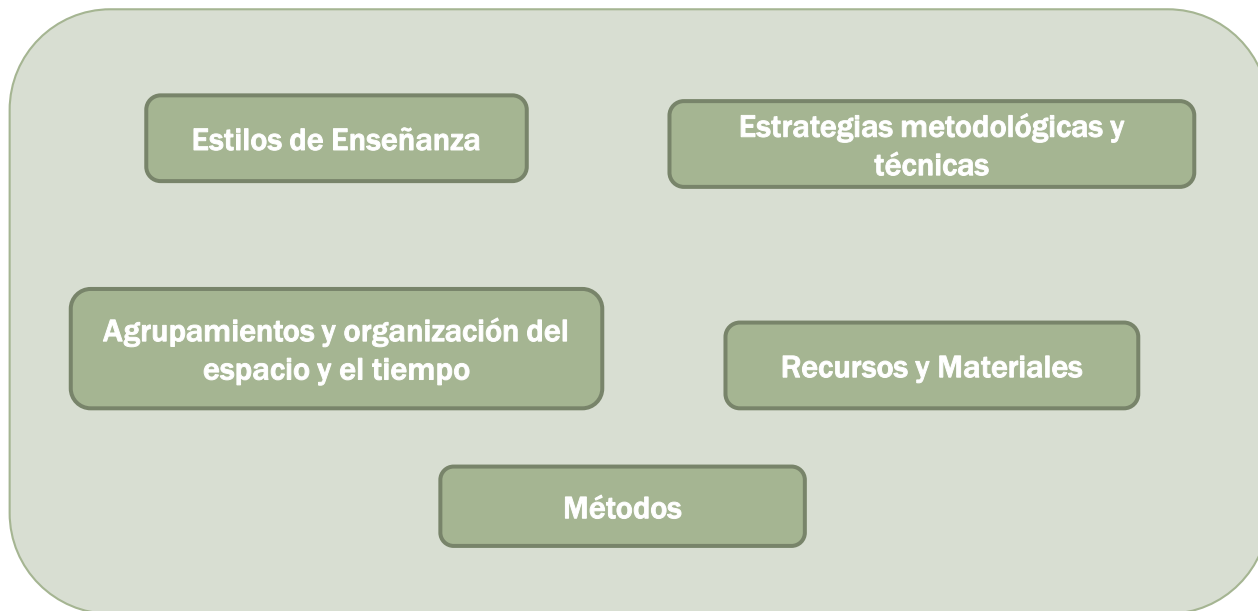 Estilos de Enseñanza
Estrategias metodológicas y
técnicas
Agrupamientos y organización del
espacio y el tiempo
Recursos y Materiales
Métodos